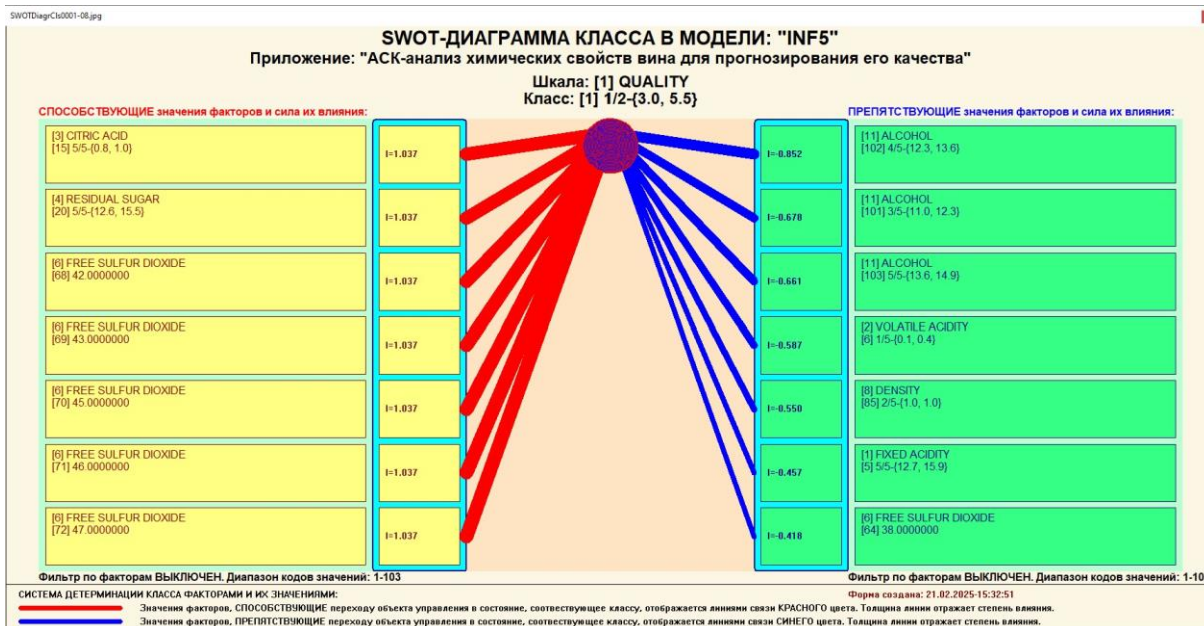 SWOTDiagrCls0001-08.jpg
SWOT-ДИАГРАММА КЛАССА В МОДЕЛИ: "INF5"
Приложение: "АСК-анализ химических свойств вина для прогнозирования его качества"
Шкала: [1] QUALITY
Класс: [1] 1/2-{3.0, 5.5}
СПОСОБСТВУЮЩИЕ значения факторов и сила их влияния:
ПРЕПЯТСТВУЮЩИЕ значения факторов и сила их влияния:
[3] CITRIC ACID
[15] 5/5-{0.8, 1.0}
I=1.037
I=-0.852
[11] ALCOHOL
[102] 4/5-{12.3, 13.6}
[4] RESIDUAL SUGAR
[20] 5/5-{12.6, 15.5}
I=1.037
I=-0.678
[11] ALCOHOL
[101] 3/5-{11.0, 12.3}
[6] FREE SULFUR DIOXIDE
[68] 42.0000000
I=1.037
I=-0.661
[11] ALCOHOL
[103] 5/5-{13.6, 14.9}
[6] FREE SULFUR DIOXIDE
[69] 43.0000000
I=1.037
I=-0.587
[2] VOLATILE ACIDITY
[6] 1/5-{0.1, 0.4}
[6] FREE SULFUR DIOXIDE
[70] 45.0000000
I=1.037
I=-0.550
[8] DENSITY
[85] 2/5-{1.0, 1.0}
[6] FREE SULFUR DIOXIDE
[71] 46.0000000
I=1.037
I=-0.457
[1] FIXED ACIDITY
[5] 5/5-{12.7, 15.9}
[6] FREE SULFUR DIOXIDE
[72] 47.0000000
I=1.037
I=-0.418
[6] FREE SULFUR DIOXIDE
[64] 38.0000000
Фильтр по факторам ВЫКЛЮЧЕН. Диапазон кодов значений: 1-103
Фильтр по факторам ВЫКЛЮЧЕН. Диапазон кодов значений: 1-10
СИСТЕМА ДЕТЕРМИНАЦИИ КЛАССА ФАКТОРАМИ И ИХ ЗНАЧЕНИЯМИ:
Форма создана: 21.02.2025-15:32:51
Значения факторов, СПОСОБСТВУЮЩИЕ переходу объекта управления в состояние, соотвествующее классу, отображается линиями связи КРАСНОГО цвета. Толщина линии отражает степень влияния.
Значения факторов, ПРЕПЯТСТВУЮЩИЕ переходу объекта управления в состояние, соотвествующее классу, отображается линиями связи СИНЕГО цвета. Толщина линии отражает степень влияния.